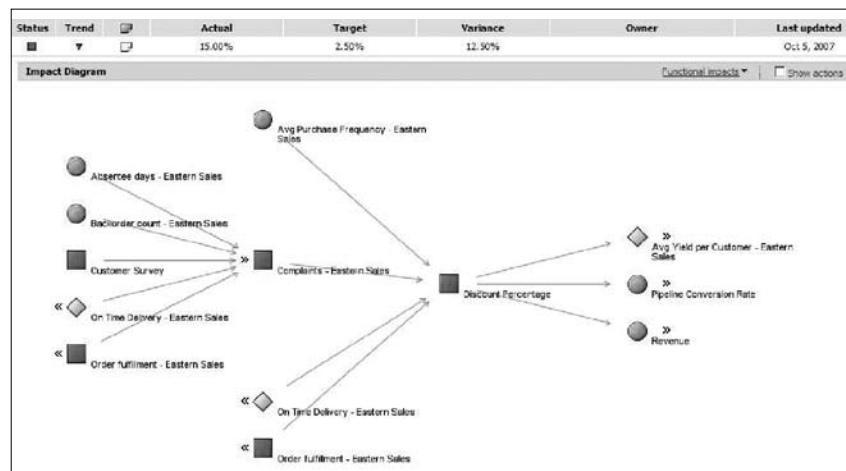 Status Trend Actual Target Variance Owner Last updated
15.00% 2.50% 12.50% Oct 5, 2007
Impact Diagram Functional impacts Show actions
Avg Purchase Frequency - Eastern
Sales
Absentee days - Eastern Sales
Backorder count - Eastern Sales
Customer Survey
» Complaints - Eastern Sales
« On Time Delivery - Eastern Sales
« Order fulfilment - Eastern Sales
Discount Percentage
»
Avg Yield per Customer - Eastern
Sales
»
Pipeline Conversion Rate
»
Revenue
« On Time Delivery - Eastern Sales
« Order fulfilment - Eastern Sales